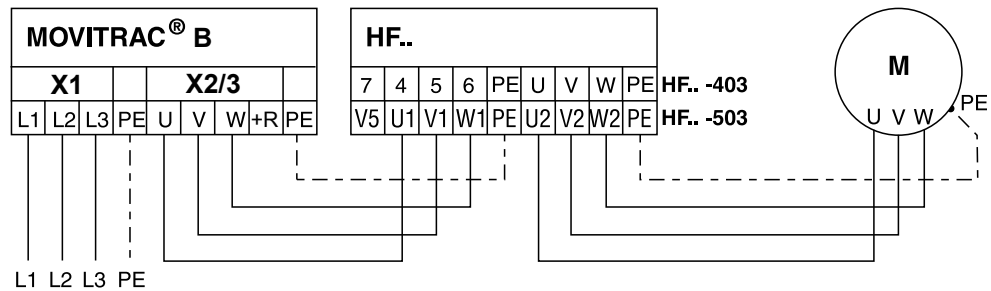 MOVITRAC® B
HF..
M
X1 X2/3
7 4 5 6 PE U V W PE HF.. -403
L1 L2 L3 PE U V W +R PE
V5 U1 V1 W1 PE U2 V2 W2 PE HF.. -503
U V W
PE
L1 L2 L3 PE